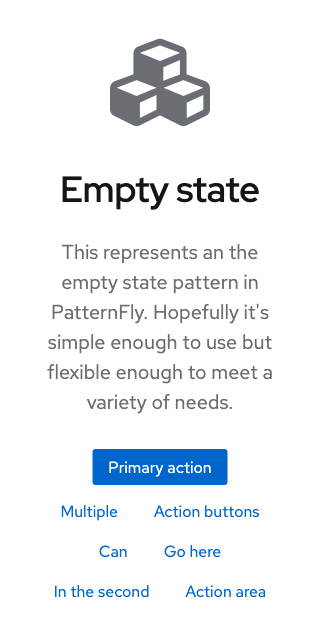 Empty state
This represents an the
empty state pattern in
PatternFly. Hopefully it's
simple enough to use but
flexible enough to meet a
variety of needs.
Primary action
Multiple Action buttons
Can Go here
In the second Action area